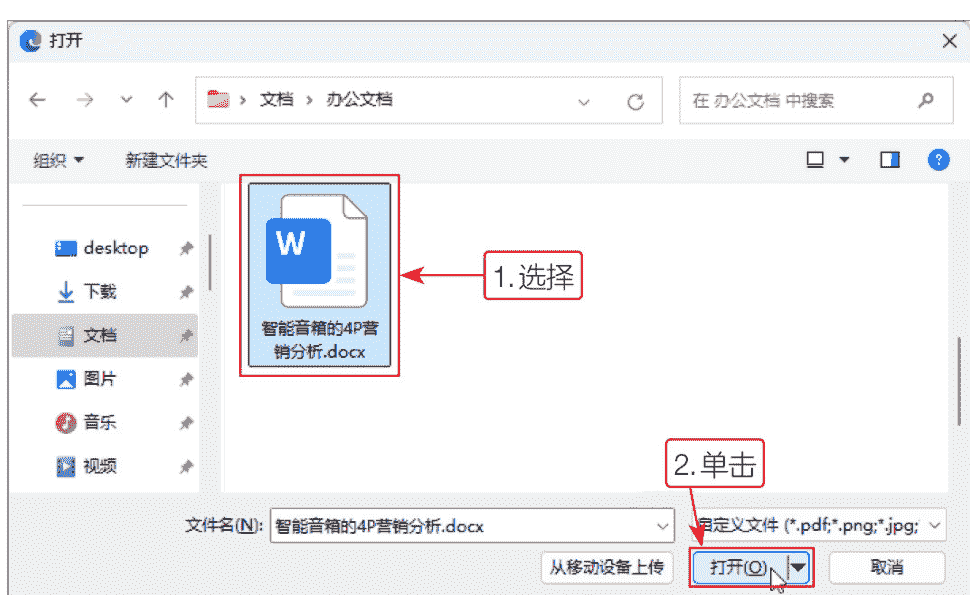 打开
文档 > 办公文档
在 办公文档 中搜索
组织
新建文件夹
desktop
下载
文档
图片
音乐
视频
W
智能音箱的4P营
销分析.docx
1.选择
2.单击
文件名(N):
智能音箱的4P营销分析.docx
自定义文件 (*.pdf;*.png;*.jpg;
从移动设备上传
打开(O)
取消